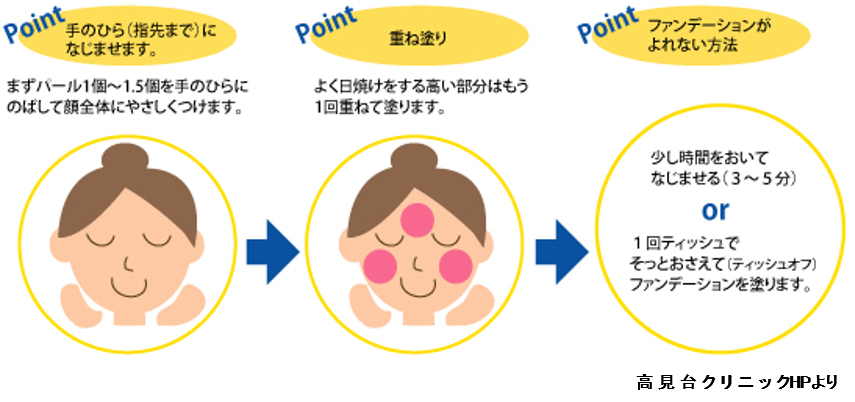 Point
手のひら(指先まで)に
なじませます。
まずパール1個〜1.5個を手のひらに
のばして顔全体にやさしくつけます。
Point
重ね塗り
よく日焼けをする高い部分はもう
1回重ねて塗ります。
Point
ファンデーションが
よれない方法
少し時間をおいて
なじませる(3〜5分)
or
1回ティッシュで
そっとおさえて(ティッシュオフ)
ファンデーションを塗ります。
高見台クリニックHPより